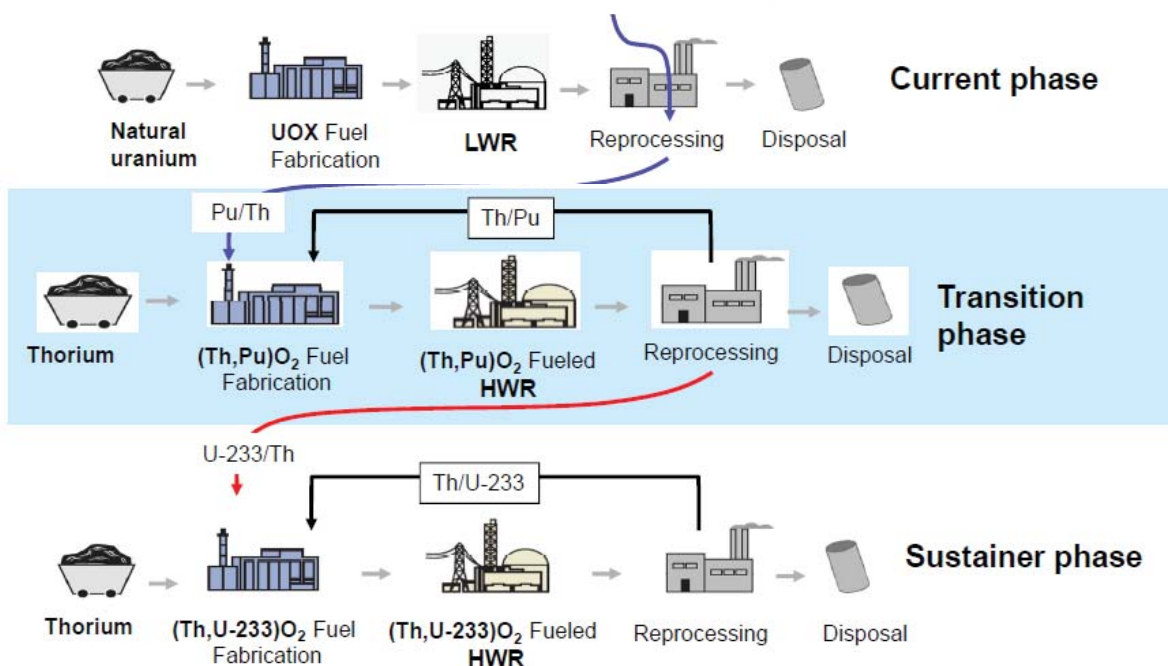 Current phase
Natural
uranium
UOX Fuel
Fabrication
LWR
Reprocessing
Disposal
Pu/Th
Th/Pu
Transition
phase
Thorium
(Th,Pu)O₂ Fuel
Fabrication
(Th,Pu)O₂ Fueled
HWR
Reprocessing
Disposal
U-233/Th
Th/U-233
Sustainer phase
Thorium
(Th,U-233)O₂ Fuel
Fabrication
(Th,U-233)O₂ Fueled
HWR
Reprocessing
Disposal